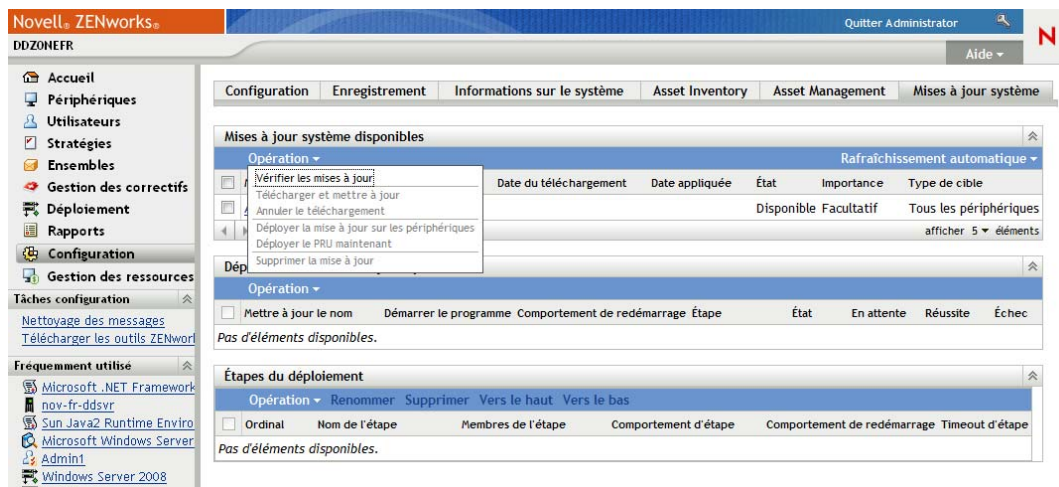 Novell® ZENworks®
Quitter Administrator
DDZONEFR
N
Aide
Accueil
Périphériques
Utilisateurs
Stratégies
Ensembles
Gestion des correctifs
Déploiement
Rapports
Configuration
Gestion des ressources
Tâches configuration
Nettoyage des messages
Télécharger les outils ZENworl
Fréquemment utilisé
Microsoft .NET Framework
nov-fr-ddsvr
Sun Java2 Runtime Enviro
Microsoft Windows Server
Admin1
Windows Server 2008
Configuration Enregistrement Informations sur le système Asset Inventory Asset Management Mises à jour système
Mises à jour système disponibles
Opération Rafraîchissement automatique
Vérifier les mises à jour
Télécharger et mettre à jour
Annuler le téléchargement
Déployer la mise à jour sur les périphériques
Déployer le PRU maintenant
Supprimer la mise à jour
Date du téléchargement Date appliquée État Importance Type de cible
Disponible Facultatif Tous les périphériques
afficher 5 éléments
Dép
Opération
Mettre à jour le nom Démarrer le programme Comportement de redémarrage Étape État En attente Réussite Échec
Pas d'éléments disponibles.
Étapes du déploiement
Opération Renommer Supprimer Vers le haut Vers le bas
Ordinal Nom de l'étape Membres de l'étape Comportement d'étape Comportement de redémarrage Timeout d'étape
Pas d'éléments disponibles.